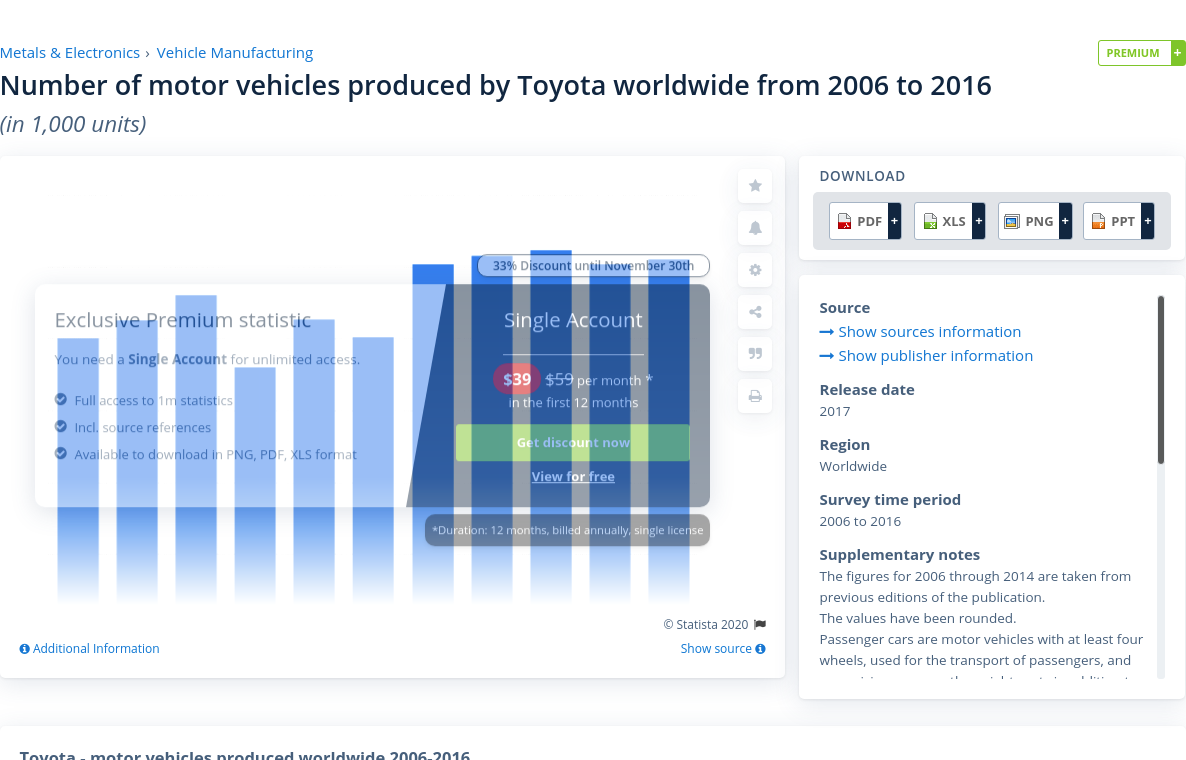 Metals & Electronics › Vehicle Manufacturing
PREMIUM +
Number of motor vehicles produced by Toyota worldwide from 2006 to 2016
(in 1,000 units)
33% Discount until November 30th
Exclusive Premium statistic
You need a Single Account for unlimited access.
Full access to 1m statistics
Incl. source references
Available to download in PNG, PDF, XLS format
Single Account
$39 $59 per month *
in the first 12 months
Get discount now
View for free
*Duration: 12 months, billed annually, single license
© Statista 2020
Additional Information
Show source
DOWNLOAD
PDF + XLS + PNG + PPT +
Source
Show sources information
Show publisher information
Release date
2017
Region
Worldwide
Survey time period
2006 to 2016
Supplementary notes
The figures for 2006 through 2014 are taken from
previous editions of the publication.
The values have been rounded.
Passenger cars are motor vehicles with at least four
wheels, used for the transport of passengers, and
Toyota - motor vehicles produced worldwide 2006-2016